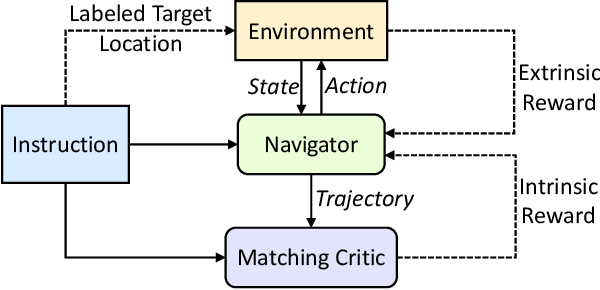 Labeled Target
Location
Environment
State
Action
Extrinsic
Reward
Instruction
Navigator
Trajectory
Intrinsic
Reward
Matching Critic